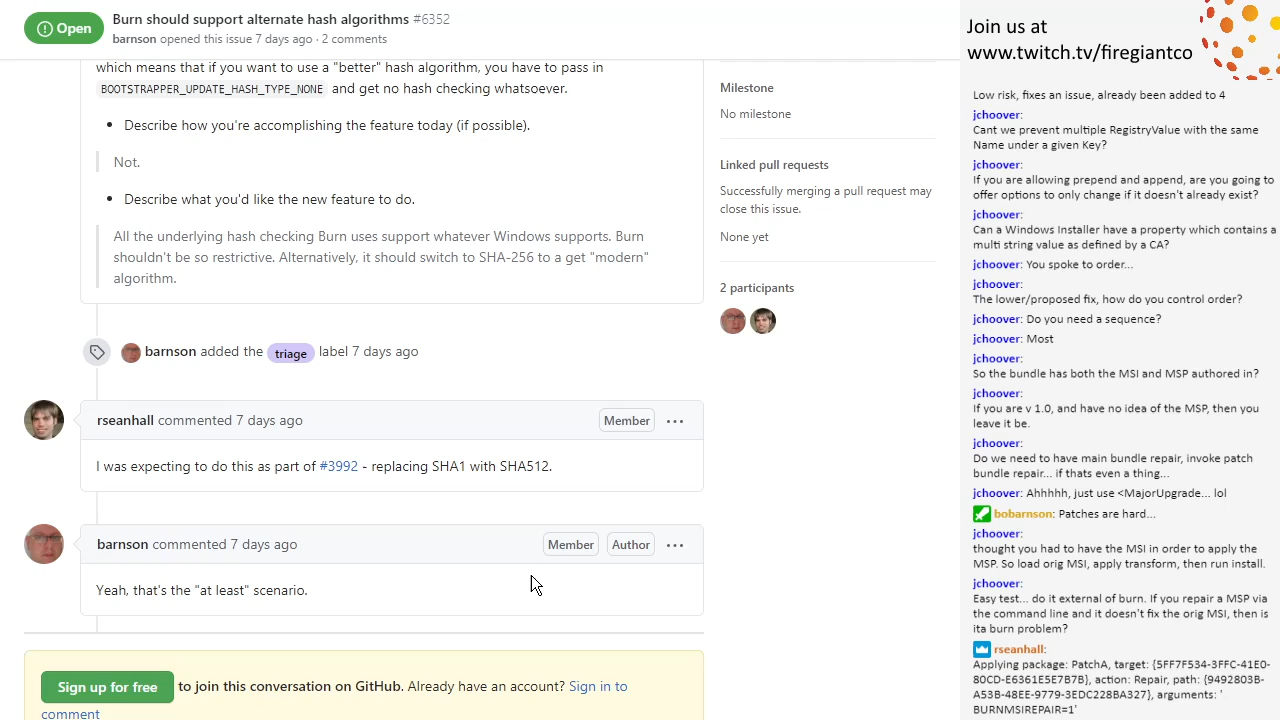 Open
Burn should support alternate hash algorithms #6352
barnson opened this issue 7 days ago · 2 comments
which means that if you want to use a "better" hash algorithm, you have to pass in
BOOTSTRAPPER_UPDATE_HASH_TYPE_NONE and get no hash checking whatsoever.
• Describe how you're accomplishing the feature today (if possible).
Not.
• Describe what you'd like the new feature to do.
All the underlying hash checking Burn uses support whatever Windows supports. Burn
shouldn't be so restrictive. Alternatively, it should switch to SHA-256 to a get "modern"
algorithm.
barnson added the triage label 7 days ago
rseanhall commented 7 days ago
Member
I was expecting to do this as part of #3992 - replacing SHA1 with SHA512.
barnson commented 7 days ago
Member Author
Yeah, that's the "at least" scenario.
Sign up for free to join this conversation on GitHub. Already have an account? Sign in to
comment
Milestone
No milestone
Linked pull requests
Successfully merging a pull request may
close this issue.
None yet
2 participants
Join us at
www.twitch.tv/firegiantco
Low risk, fixes an issue, already been added to 4
jchoover:
Cant we prevent multiple RegistryValue with the same
Name under a given Key?
jchoover:
If you are allowing prepend and append, are you going to
offer options to only change if it doesn't already exist?
jchoover:
Can a Windows Installer have a property which contains a
multi string value as defined by a CA?
jchoover: You spoke to order...
jchoover:
The lower/proposed fix, how do you control order?
jchoover: Do you need a sequence?
jchoover: Most
jchoover:
So the bundle has both the MSI and MSP authored in?
jchoover:
If you are v 1.0, and have no idea of the MSP, then you
leave it be.
jchoover:
Do we need to have main bundle repair, invoke patch
bundle repair... if thats even a thing...
jchoover: Ahhhhh, just use <MajorUpgrade... lol
bobarnson: Patches are hard...
jchoover:
thought you had to have the MSI in order to apply the
MSP. So load orig MSI, apply transform, then run install.
jchoover:
Easy test... do it external of burn. If you repair a MSP via
the command line and it doesn't fix the orig MSI, then is
ita burn problem?
rseanhall:
Applying package: PatchA, target: {5FF7F534-3FFC-41E0-
80CD-E6361E5E7B7B}, action: Repair, path: {9492803B-
A53B-48EE-9779-3EDC228BA327}, arguments: '
BURNMSIREPAIR=1'